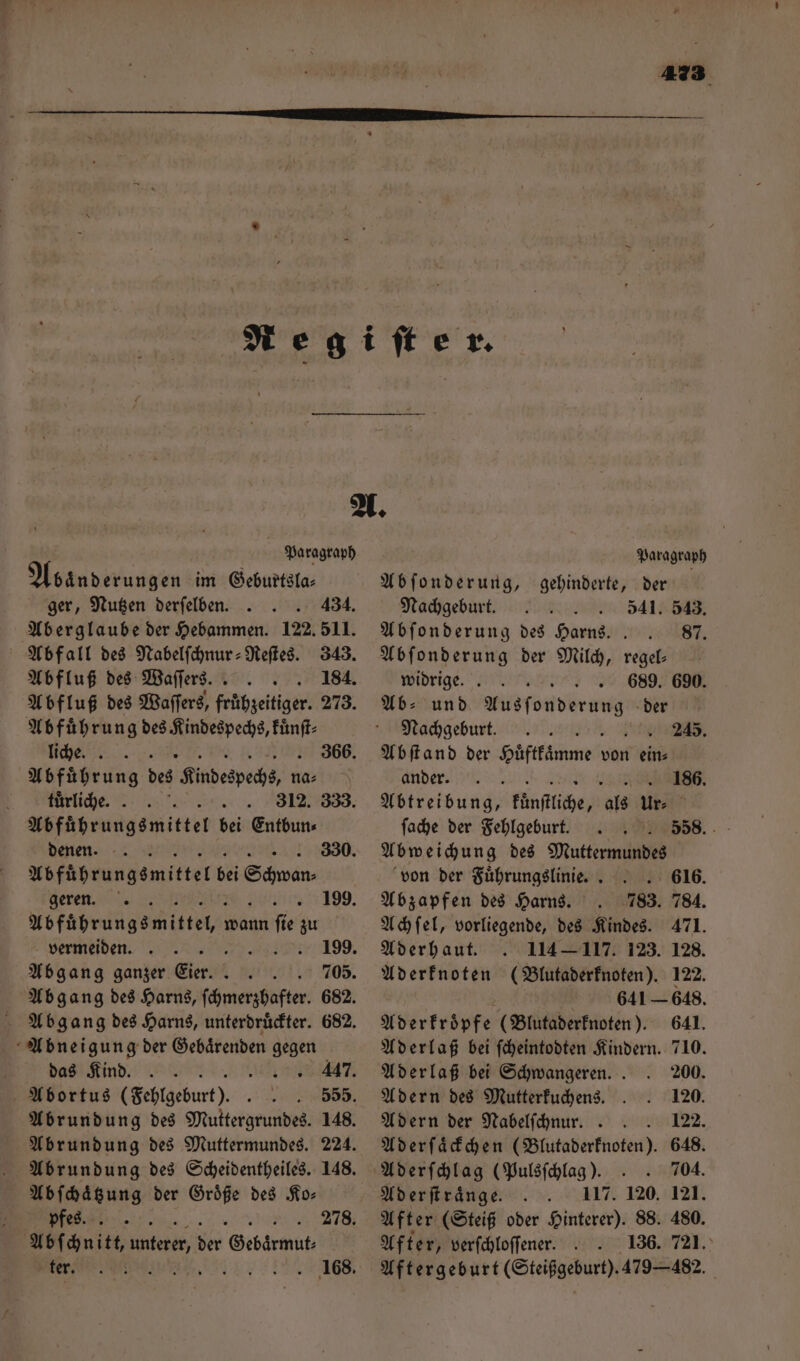 473
Regiſter.
A.
Paragraph
Abänderungen im Geburtsla⸗
ger, Nutzen derſelben. . . . 434.
Aberglaube der Hebammen. 122. 511.
Abfall des Nabelſchnur⸗Reſtes. 343.
Abfluß des Waſſers. . . . . 184.
Abfluß des Waſſers, frühzeitiger. 273.
Abführung des Kindespechs, künſt⸗
liche. . . . . . . . . 366.
Abführung des Kindespechs, na⸗
türliche. . . . . . . 312. 333.
Abführungsmittel bei Entbun⸗
denen. . . . . . . . . 330.
Abführungsmittel bei Schwan⸗
geren. . . . . . . . . 199.
Abführungsmittel, wann ſie zu
vermeiden. . . . . . . . 199.
Abgang ganzer Eier. . . . . 705.
Abgang des Harns, ſchmerzhafter. 682.
Abgang des Harns, unterdrückter. 682.
Abneigung der Gebärenden gegen
das Kind. . . . . . . . 447.
Abortus (Fehlgeburt). . . . 555.
Abrundung des Muttergrundes. 148.
Abrundung des Muttermundes. 224.
Abrundung des Scheidentheiles. 148.
Abſchätzung der Größe des Ko⸗
pfes. . . . . . . . . 278.
Abſchnitt, unterer, der Gebärmut⸗
ter. . . . . . . . . . 168.
Paragraph
Abſonderung, gehinderte, der
Nachgeburt. . . . . . 541. 543.
Abſonderung des Harns. . . 87.
Abſonderung der Milch, regel⸗
widrige. . . . . . . 689. 690.
Ab⸗ und Ausſonderung der
Nachgeburt. . . . . . . 245.
Abſtand der Hüftkämme von ein⸗
ander. . . . . . . . . 186.
Abtreibung, künſtliche, als Ur⸗
ſache der Fehlgeburt. . . . 558.
Abweichung des Muttermundes
von der Führungslinie. . . . 616.
Abzapfen des Harns. . 783. 784.
Achſel, vorliegende, des Kindes. 471.
Aderhaut. . 114—117. 123. 128.
Aderknoten (Blutaderknoten). 122.
641—648.
Aderkröpfe (Blutaderknoten). 641.
Aderlaß bei ſcheintodten Kindern. 710.
Aderlaß bei Schwangeren. . . 200.
Adern des Mutterkuchens. . . 120.
Adern der Nabelſchnur. . . . 122.
Aderſäckchen (Blutaderknoten). 648.
Aderſchlag (Pulsſchlag). . . 704.
Aderſtränge. . . 117. 120. 121.
After (Steiß oder Hinterer). 88. 480.
After, verſchloſſener. . . 136. 721.
Aftergeburt (Steißgeburt). 479—482.